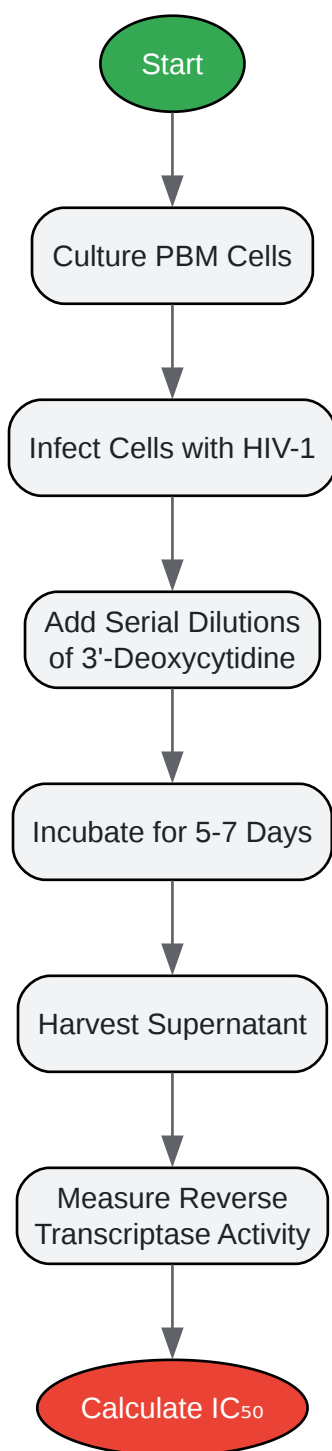 Start
Culture PBM Cells
Infect Cells with HIV-1
Add Serial Dilutions
of 3'-Deoxycytidine
Incubate for 5-7 Days
Harvest Supernatant
Measure Reverse
Transcriptase Activity
Calculate IC₅₀